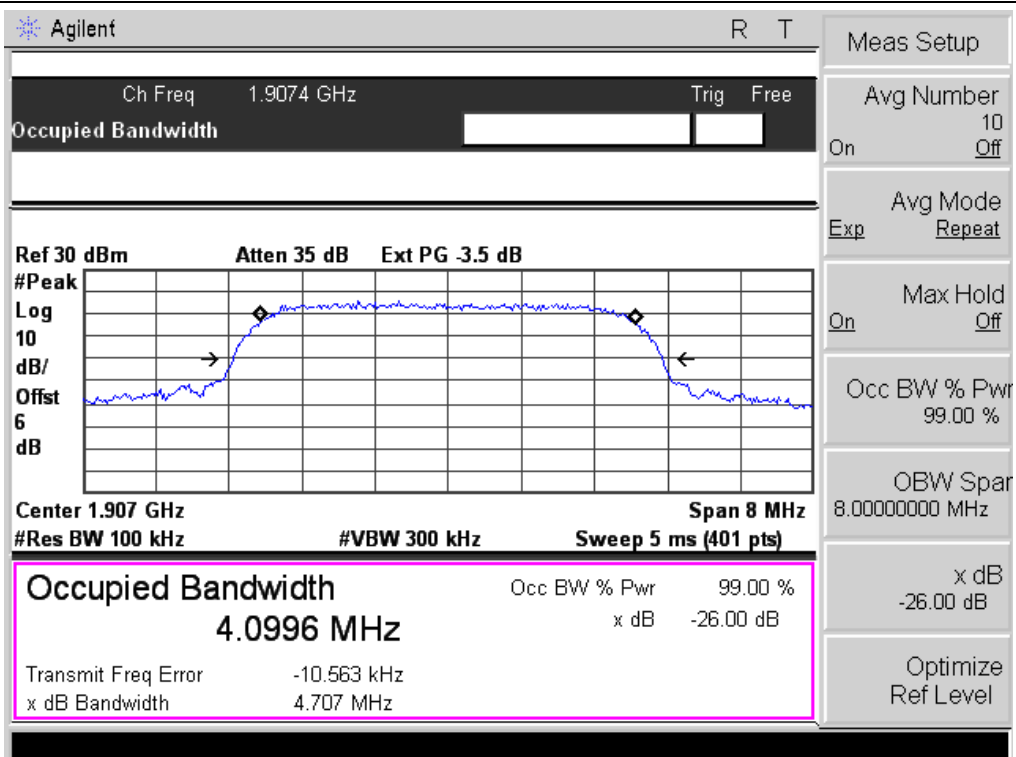 Agilent R T
Ch Freq 1.9074 GHz Trig Free
Occupied Bandwidth
Ref 30 dBm Atten 35 dB Ext PG -3.5 dB
#Peak
Log
10
dB/
Offst
6
dB
Center 1.907 GHz Span 8 MHz
#Res BW 100 kHz #VBW 300 kHz Sweep 5 ms (401 pts)
Occupied Bandwidth Occ BW % Pwr 99.00 %
4.0996 MHz x dB -26.00 dB
Transmit Freq Error -10.563 kHz
x dB Bandwidth 4.707 MHz
Meas Setup
Avg Number
10
On Off
Avg Mode
Exp Repeat
Max Hold
On Off
Occ BW % Pwr
99.00 %
OBW Span
8.00000000 MHz
x dB
-26.00 dB
Optimize
Ref Level